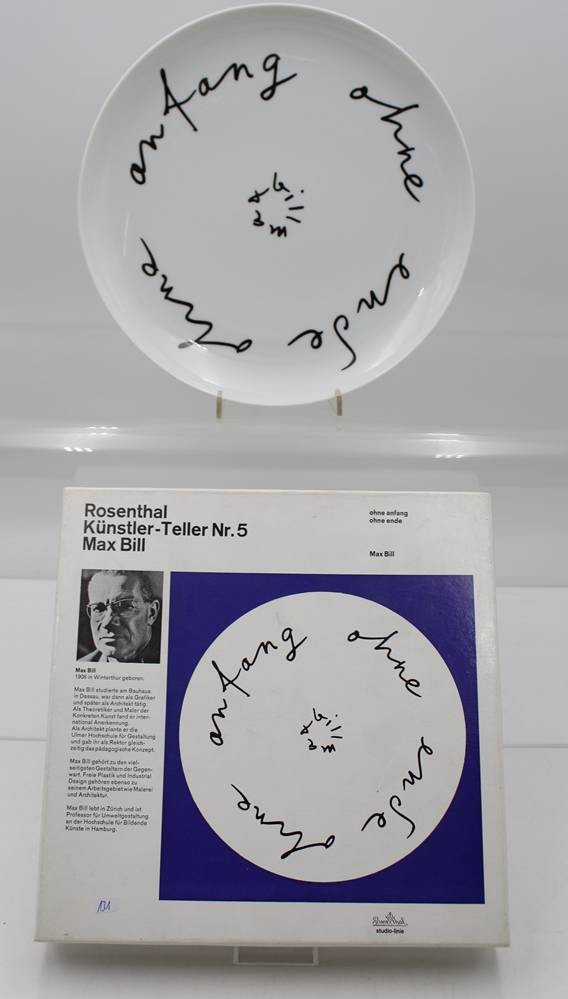 anfang
ohne
ende
ohne
max bill
Rosenthal
Künstler-Teller Nr. 5
Max Bill
ohne anfang
ohne ende
Max Bill
Max Bill
1908 in Winterthur geboren.
Max Bill studierte am Bauhaus
in Dessau, war dann als Grafiker
und später als Architekt tätig.
Als Theoretiker und Maler der
Konkreten Kunst fand er inter-
national Anerkennung.
Als Architekt plante er die
Ulmer Hochschule für Gestaltung
und gab ihr als Rektor gleich-
zeitig das pädagogische Konzept.
Max Bill gehört zu den viel-
seitigsten Gestaltern der Gegen-
wart. Freie Plastik und Industrial
Design gehören ebenso zu
seinem Arbeitsgebiet wie Malerei
und Architektur.
Max Bill lebt in Zürich und ist
Professor für Umweltgestaltung
an der Hochschule für Bildende
Künste in Hamburg.
anfang
ohne
ende
ohne
max bill
131
Rosenthal
studio-linie